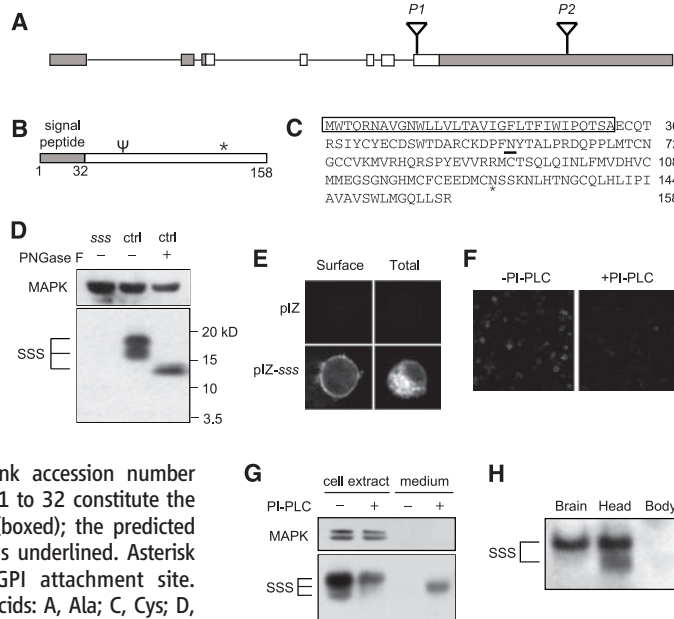 A
P1 P2
B
signal
peptide
Ψ *
1 32 158
C
MWTQRNAVGNWLLVLTAVIGFLTFIWIPQTSAECQT 36
RSIYCYECDSWTDARCKDPFNYTALPRDQPPLMTCN 72
GCCVKMVRHQRSPYEVVRRMCTSQLQINLFMVDHVC 108
MMEGSGNGHMCFCEEDMCNSSKNLHTNGCQLHLIPI 144
*
AVAVSWLMGQLLSR 158
D
sss ctrl ctrl
PNGase F – – +
MAPK
SSS
20 kD
15
10
3.5
E
Surface Total
pIZ
pIZ-sss
F
-PI-PLC +PI-PLC
nk accession number
1 to 32 constitute the
(boxed); the predicted
s underlined. Asterisk
GPI attachment site.
cids: A, Ala; C, Cys; D,
G
cell extract medium
PI-PLC – + – +
MAPK
SSS
H
Brain Head Body
SSS